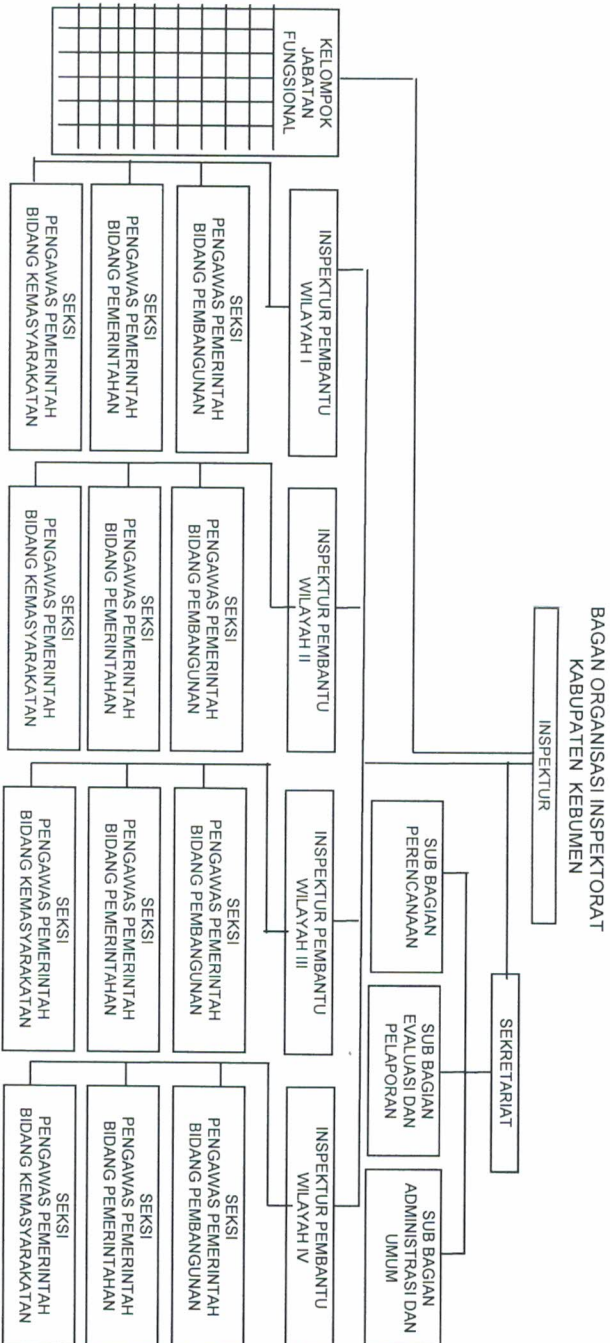 BAGAN ORGANISASI INSPEKTORAT
KABUPATEN KEBUMEN
INSPEKTUR
SEKRETARIAT
SUB BAGIAN
PERENCANAAN
SUB BAGIAN
EVALUASI DAN
PELAPORAN
SUB BAGIAN
ADMINISTRASI DAN
UMUM
KELOMPOK
JABATAN
FUNGSIONAL
INSPEKTUR PEMBANTU
WILAYAH I
SEKSI
PENGAWAS PEMERINTAH
BIDANG PEMBANGUNAN
SEKSI
PENGAWAS PEMERINTAH
BIDANG PEMERINTAHAN
SEKSI
PENGAWAS PEMERINTAH
BIDANG KEMASYARAKATAN
INSPEKTUR PEMBANTU
WILAYAH II
SEKSI
PENGAWAS PEMERINTAH
BIDANG PEMBANGUNAN
SEKSI
PENGAWAS PEMERINTAH
BIDANG PEMERINTAHAN
SEKSI
PENGAWAS PEMERINTAH
BIDANG KEMASYARAKATAN
INSPEKTUR PEMBANTU
WILAYAH III
SEKSI
PENGAWAS PEMERINTAH
BIDANG PEMBANGUNAN
SEKSI
PENGAWAS PEMERINTAH
BIDANG PEMERINTAHAN
SEKSI
PENGAWAS PEMERINTAH
BIDANG KEMASYARAKATAN
INSPEKTUR PEMBANTU
WILAYAH IV
SEKSI
PENGAWAS PEMERINTAH
BIDANG PEMBANGUNAN
SEKSI
PENGAWAS PEMERINTAH
BIDANG PEMERINTAHAN
SEKSI
PENGAWAS PEMERINTAH
BIDANG KEMASYARAKATAN